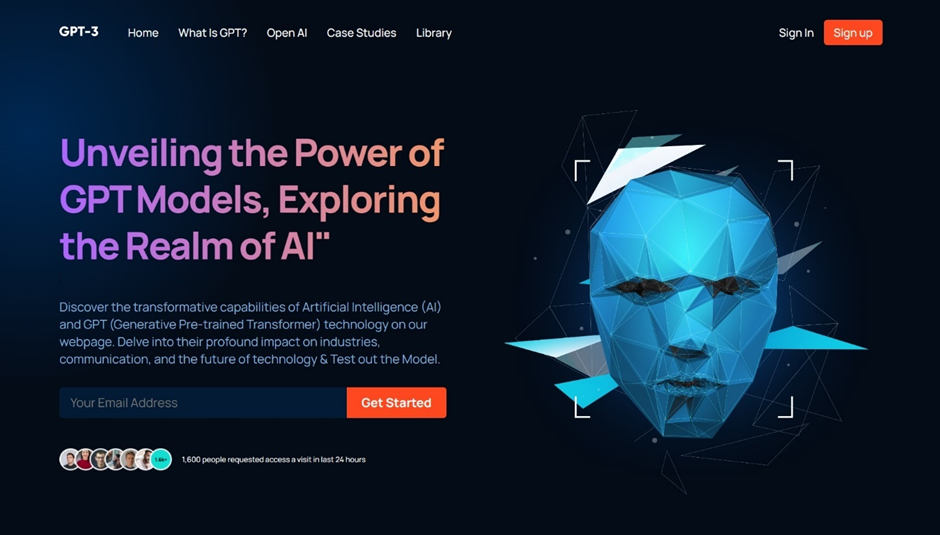 GPT-3 Home What Is GPT? Open AI Case Studies Library Sign In Sign up
Unveiling the Power of
GPT Models, Exploring
the Realm of AI"
Discover the transformative capabilities of Artificial Intelligence (AI)
and GPT (Generative Pre-trained Transformer) technology on our
webpage. Delve into their profound impact on industries,
communication, and the future of technology & Test out the Model.
Your Email Address Get Started
1.6k+ 1,600 people requested access a visit in last 24 hours